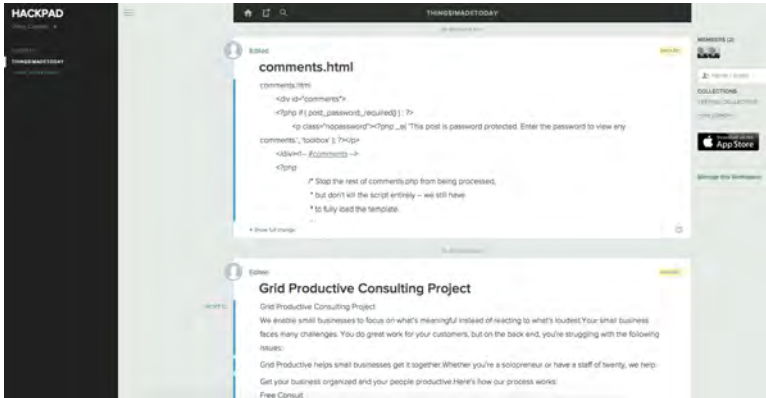 HACKPAD
THINGSIMADETODAY
THINGSIMADETODAY
Edited
comments.html
comments.html
<div id="comments">
<?php if ( post_password_required() ) : ?>
<p class="nopassword"><?php _e( 'This post is password protected. Enter the password to view any
comments.', 'toolbox' ); ?></p>
</div><!-- #comments -->
<?php
/* Stop the rest of comments.php from being processed,
* but don't kill the script entirely -- we still have
* to fully load the template.
Show full change
Edited
Grid Productive Consulting Project
Grid Productive Consulting Project
We enable small businesses to focus on what's meaningful instead of reacting to what's loudest.Your small business
faces many challenges. You do great work for your customers, but on the back end, you're struggling with the following
issues:
Grid Productive helps small businesses get it together.Whether you're a solopreneur or have a staff of twenty, we help.
Get your business organized and your people productive.Here's how our process works:
Free Consult
MEMBERS (2)
COLLECTIONS
Download on the
App Store
Manage this Workspace